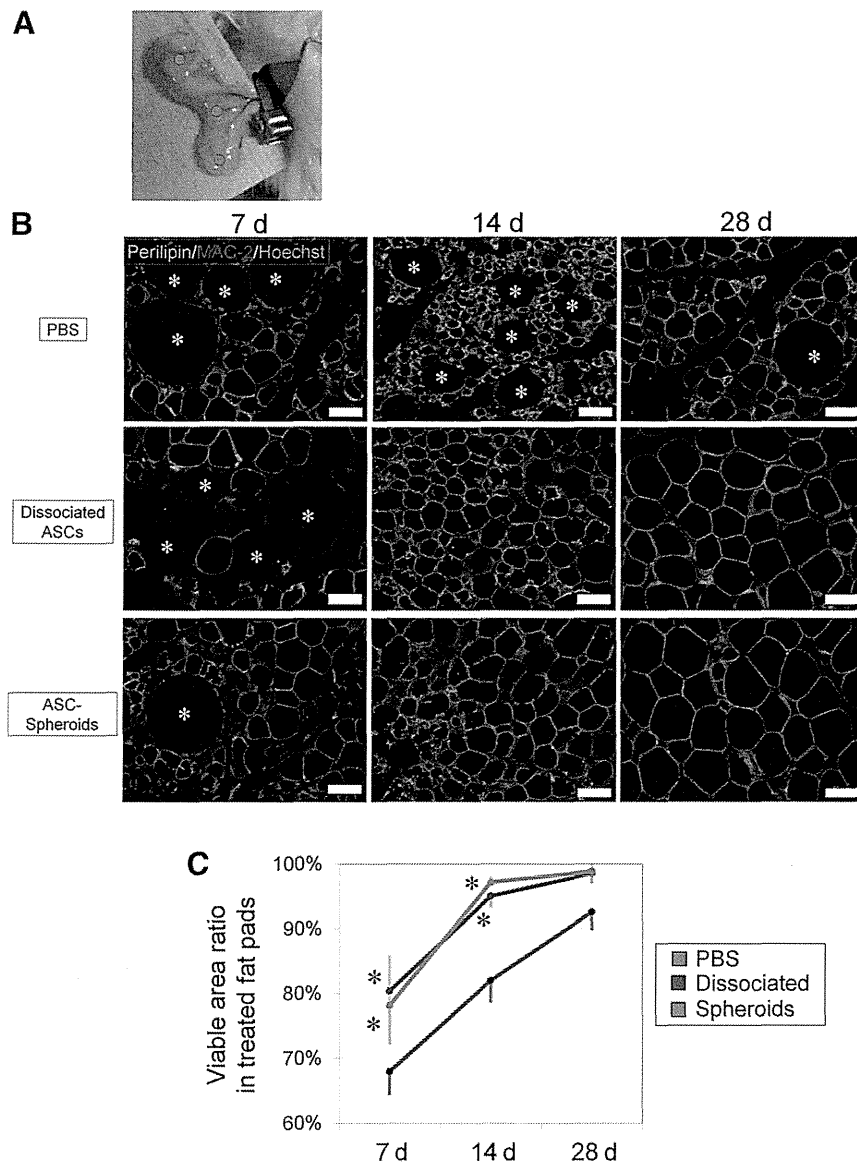 A
B
7 d
14 d
28 d
Perilipin/MAC-2/Hoechst
PBS
Dissociated
ASCs
ASC-
Spheroids
C
100%
90%
80%
70%
60%
Viable area ratio
in treated fat pads
7 d
14 d
28 d
PBS
Dissociated
Spheroids